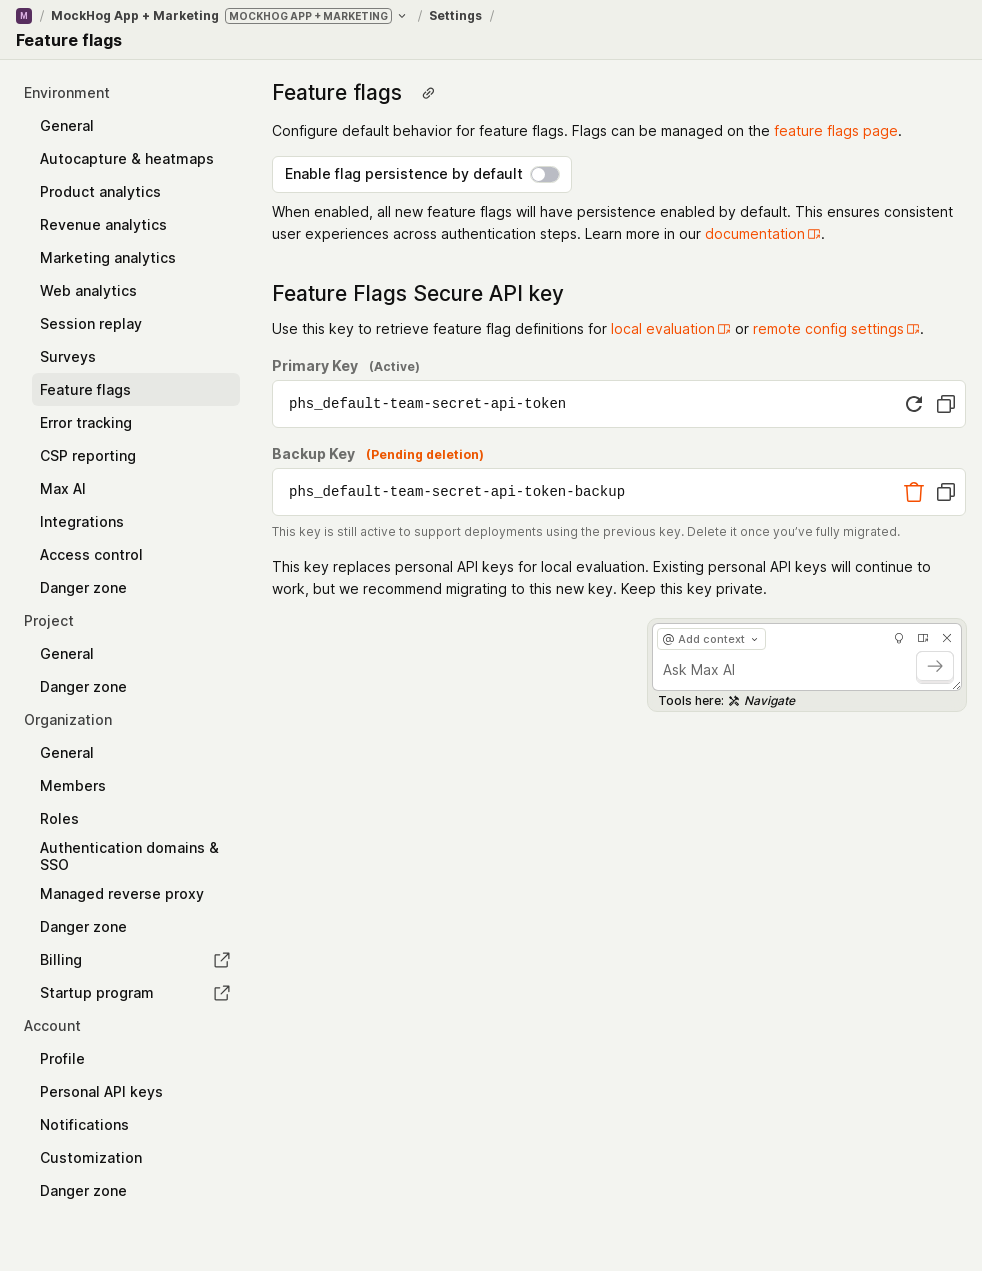 M / MockHog App + Marketing MOCKHOG APP + MARKETING / Settings /
Feature flags
Environment
General
Autocapture & heatmaps
Product analytics
Revenue analytics
Marketing analytics
Web analytics
Session replay
Surveys
Feature flags
Error tracking
CSP reporting
Max AI
Integrations
Access control
Danger zone
Project
General
Danger zone
Organization
General
Members
Roles
Authentication domains &
SSO
Managed reverse proxy
Danger zone
Billing
Startup program
Account
Profile
Personal API keys
Notifications
Customization
Danger zone
Feature flags
Configure default behavior for feature flags. Flags can be managed on the feature flags page.
Enable flag persistence by default
When enabled, all new feature flags will have persistence enabled by default. This ensures consistent
user experiences across authentication steps. Learn more in our documentation.
Feature Flags Secure API key
Use this key to retrieve feature flag definitions for local evaluation or remote config settings.
Primary Key (Active)
phs_default-team-secret-api-token
Backup Key (Pending deletion)
phs_default-team-secret-api-token-backup
This key is still active to support deployments using the previous key. Delete it once you’ve fully migrated.
This key replaces personal API keys for local evaluation. Existing personal API keys will continue to
work, but we recommend migrating to this new key. Keep this key private.
@ Add context
Ask Max AI
Tools here: Navigate